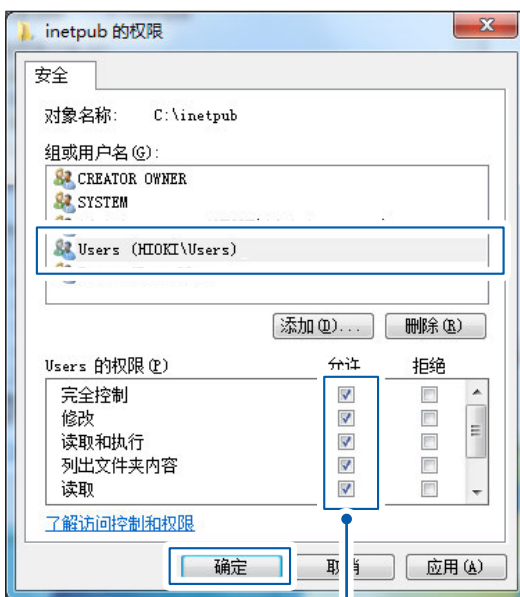 inetpub 的权限
安全
对象名称: C:\inetpub
组或用户名(G):
CREATOR OWNER
SYSTEM
Users (HIOKI\Users)
添加(D)... 删除(R)
Users 的权限(P) 允许 拒绝
完全控制
修改
读取和执行
列出文件夹内容
读取
了解访问控制和权限
确定 取消 应用(A)